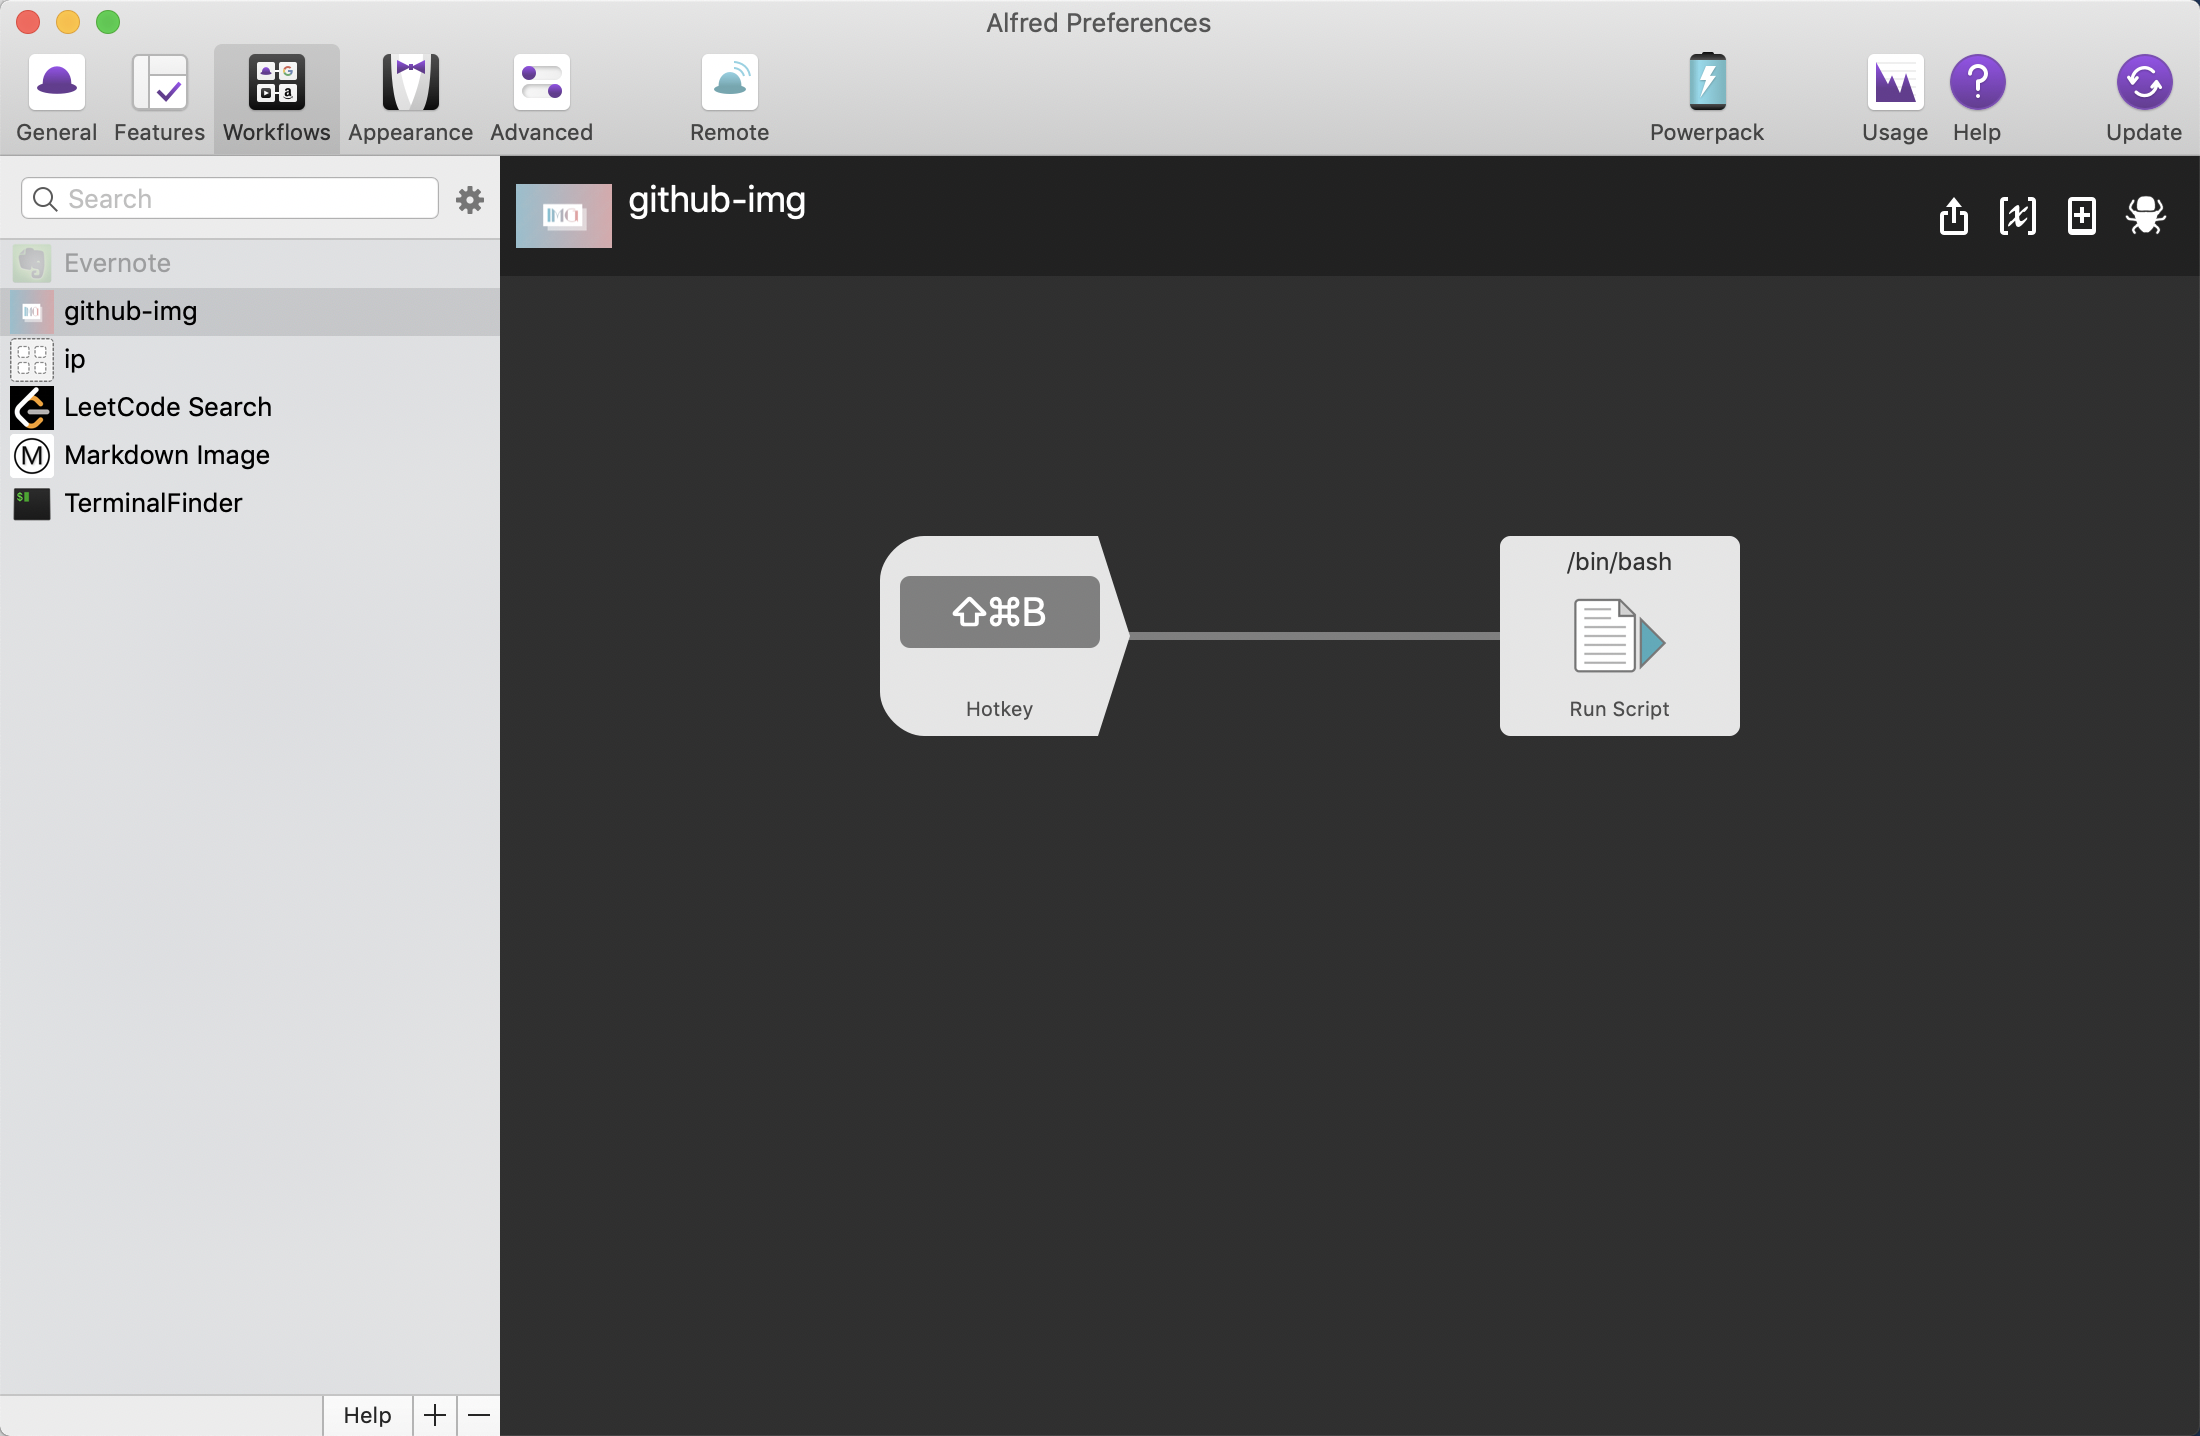 Alfred Preferences
General
Features
Workflows
Appearance
Advanced
Remote
Powerpack
Usage
Help
Update
Search
github-img
Evernote
github-img
ip
LeetCode Search
Markdown Image
TerminalFinder
⇧⌘B
Hotkey
/bin/bash
Run Script
Help